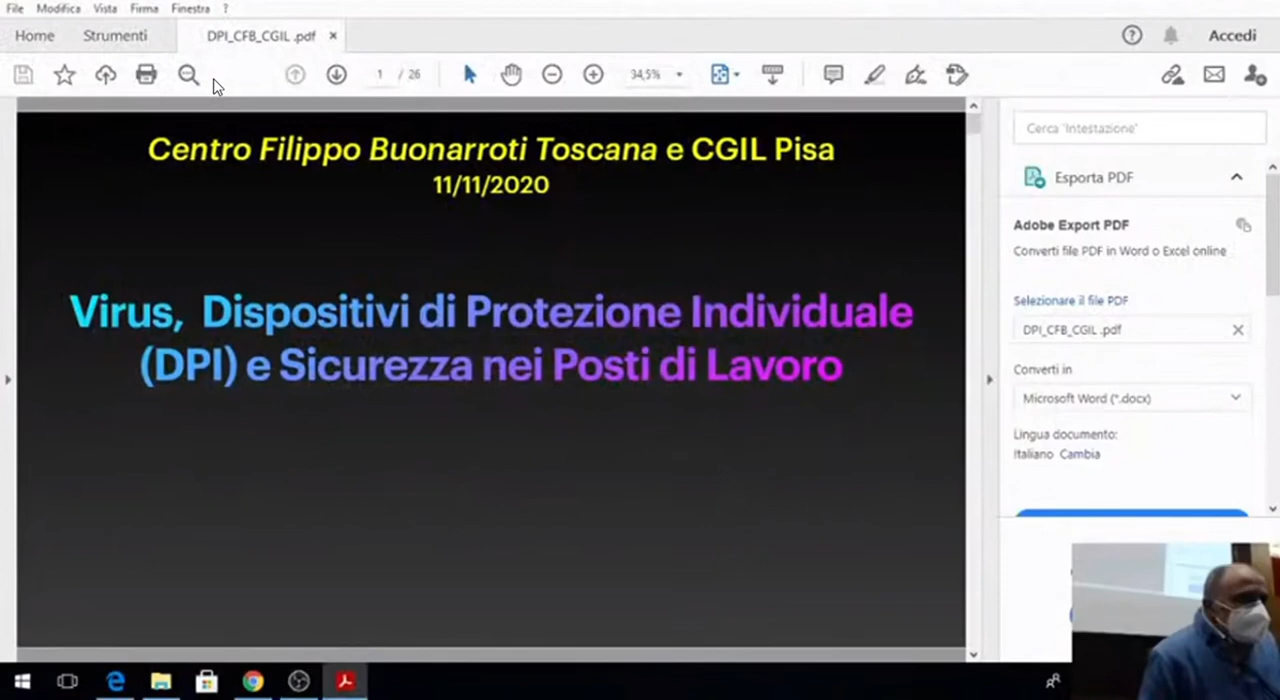 File Modifica Vista Firma Finestra ?
Home Strumenti DPI_CFB_CGIL .pdf × Accedi
1 / 26 34,5%
Centro Filippo Buonarroti Toscana e CGIL Pisa
11/11/2020
Virus, Dispositivi di Protezione Individuale
(DPI) e Sicurezza nei Posti di Lavoro
Cerca 'Intestazione'
Esporta PDF
Adobe Export PDF
Converti file PDF in Word o Excel online
Selezionare il file PDF
DPI_CFB_CGIL .pdf
Converti in
Microsoft Word (*.docx)
Lingua documento:
Italiano Cambia